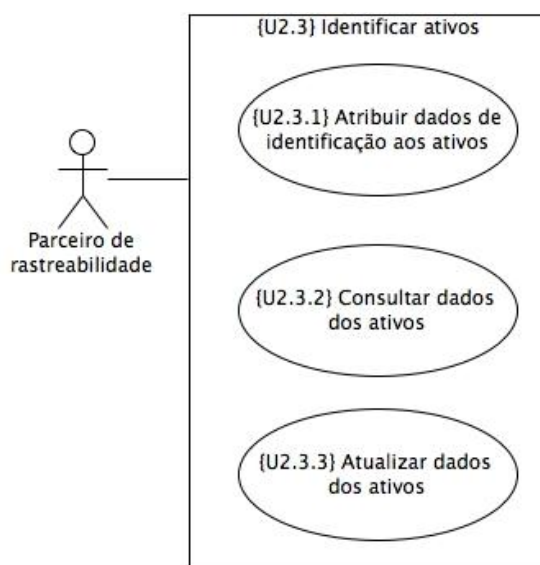 {U2.3} Identificar ativos
{U2.3.1} Atribuir dados de
identificação aos ativos
Parceiro de
rastreabilidade
{U2.3.2} Consultar dados
dos ativos
{U2.3.3} Atualizar dados
dos ativos